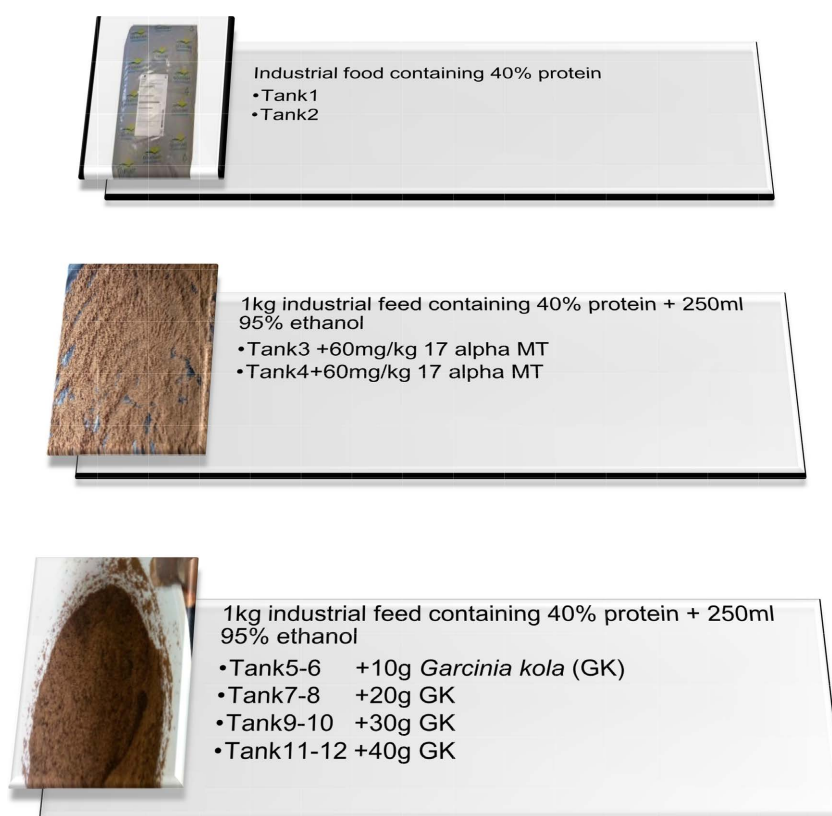 Industrial food containing 40% protein
•Tank1
•Tank2
1kg industrial feed containing 40% protein + 250ml
95% ethanol
•Tank3 +60mg/kg 17 alpha MT
•Tank4+60mg/kg 17 alpha MT
1kg industrial feed containing 40% protein + 250ml
95% ethanol
•Tank5-6 +10g Garcinia kola (GK)
•Tank7-8 +20g GK
•Tank9-10 +30g GK
•Tank11-12 +40g GK